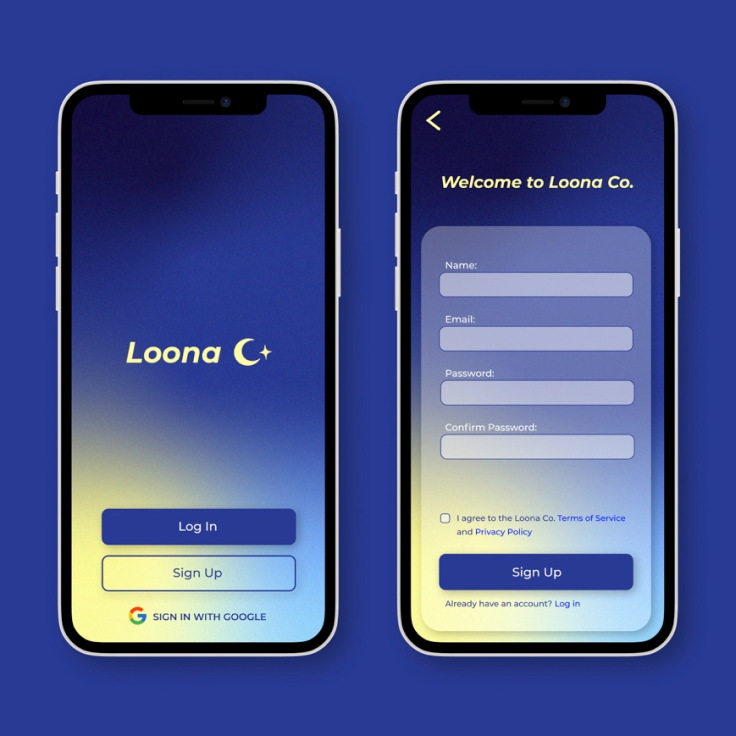 Loona
Log In
Sign Up
SIGN IN WITH GOOGLE
Welcome to Loona Co.
Name:
Email:
Password:
Confirm Password:
I agree to the Loona Co. Terms of Service
and Privacy Policy
Sign Up
Already have an account? Log in